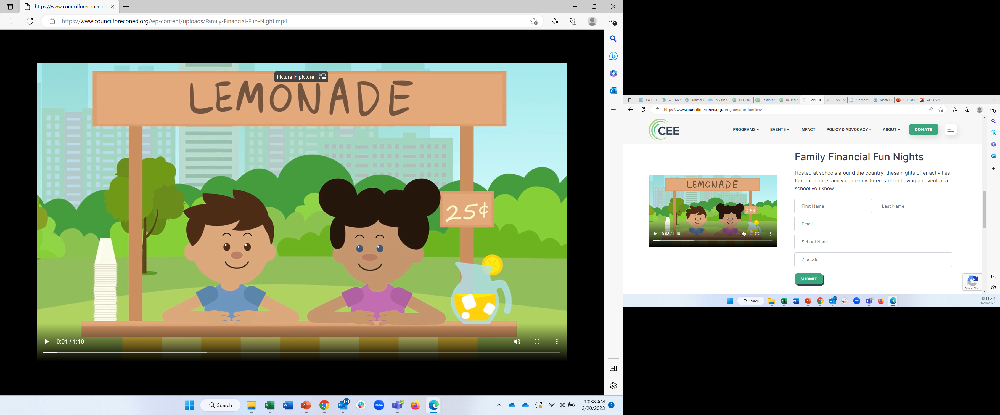 https://www.councilforeconed.or
https://www.councilforeconed.org/wp-content/uploads/Family-Financial-Fun-Night.mp4
Picture in picture
LEMONADE
25¢
0:01 / 1:10
Search
zoom
10:38 AM
3/20/2023
2
Cale
CEE Mes
Master C
My files
CEE 202
Institutio
IIG Ind d
Pers
TIAA - S
Corporat
Master C
CEE Deve
CEE Over
https://www.councilforeconed.org/programs/for-families/
CEE
PROGRAMS
EVENTS
IMPACT
POLICY & ADVOCACY
ABOUT
DONATE
Family Financial Fun Nights
Hosted at schools around the country, these nights offer activities
that the entire family can enjoy. Interested in having an event at a
school you know?
LEMONADE
25¢
0:03 / 1:10
First Name
Last Name
Email
School Name
Zipcode
SUBMIT
Privacy - Terms
Search
zoom
10:38 AM
3/20/2023